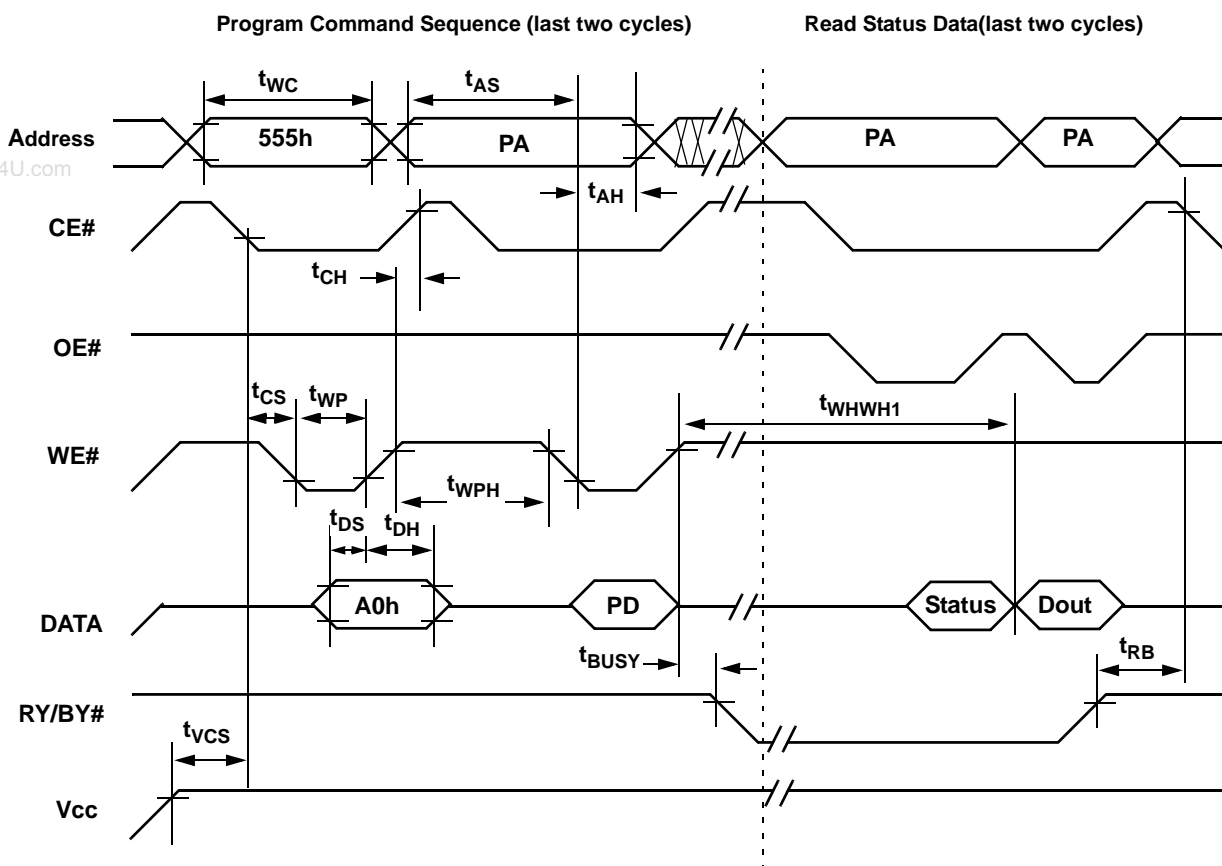 Program Command Sequence (last two cycles) Read Status Data(last two cycles)
tWC tAS
Address 555h PA PA PA
4U.com
tAH
CE#
tCH
OE#
tCS tWP tWHWH1
WE#
tWPH
tDS tDH
DATA A0h PD Status Dout
tBUSY tRB
RY/BY#
tVCS
Vcc